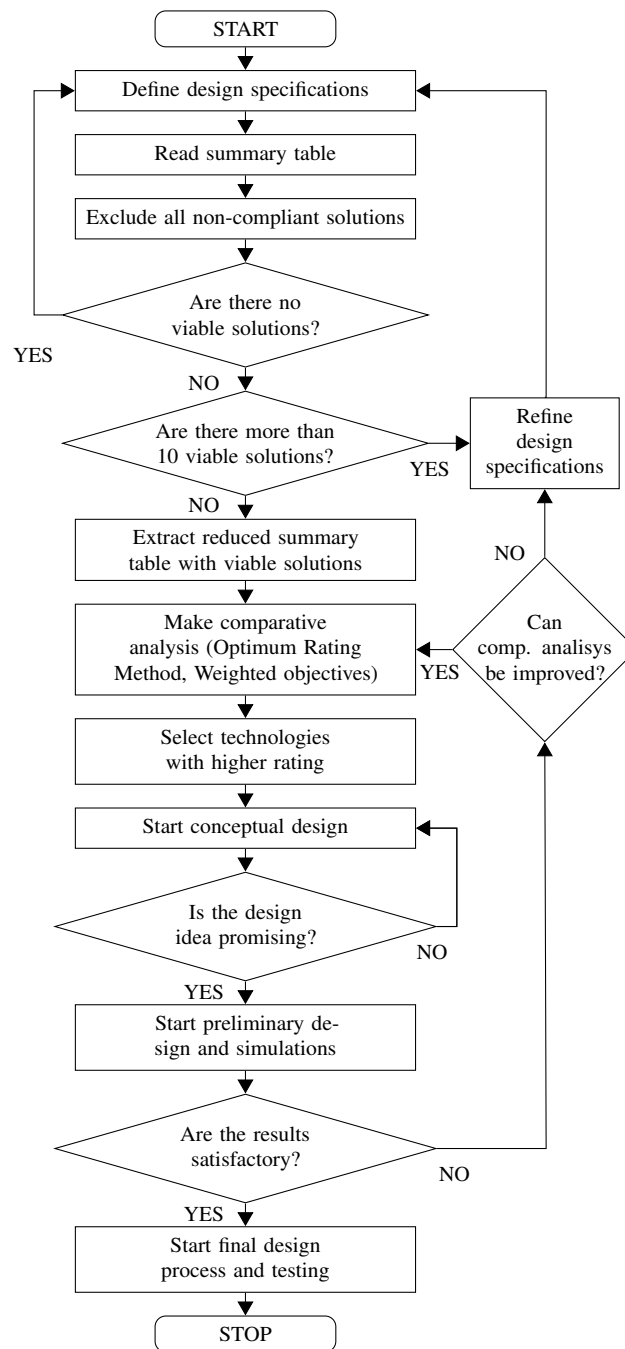 START
Define design specifications
Read summary table
Exclude all non-compliant solutions
Are there no
viable solutions?
YES
NO
Are there more than
10 viable solutions?
YES
Refine
design
specifications
NO
Extract reduced summary
table with viable solutions
NO
Make comparative
analysis (Optimum Rating
Method, Weighted objectives)
Can
comp. analisys
be improved?
YES
Select technologies
with higher rating
Start conceptual design
Is the design
idea promising?
NO
YES
Start preliminary de-
sign and simulations
Are the results
satisfactory?
NO
YES
Start final design
process and testing
STOP